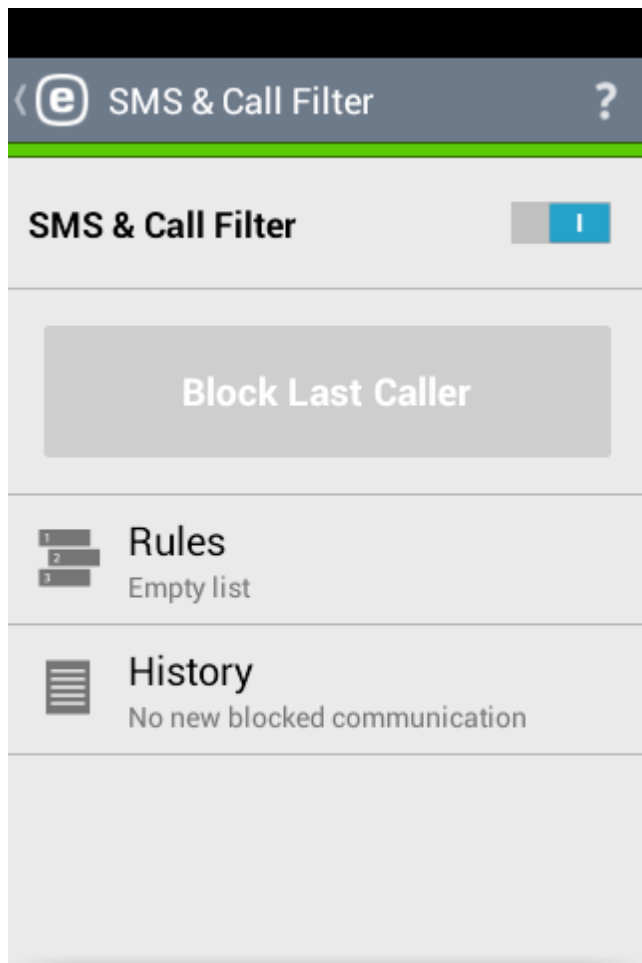 e SMS & Call Filter ?
SMS & Call Filter I
Block Last Caller
1
2
3
Rules
Empty list
History
No new blocked communication